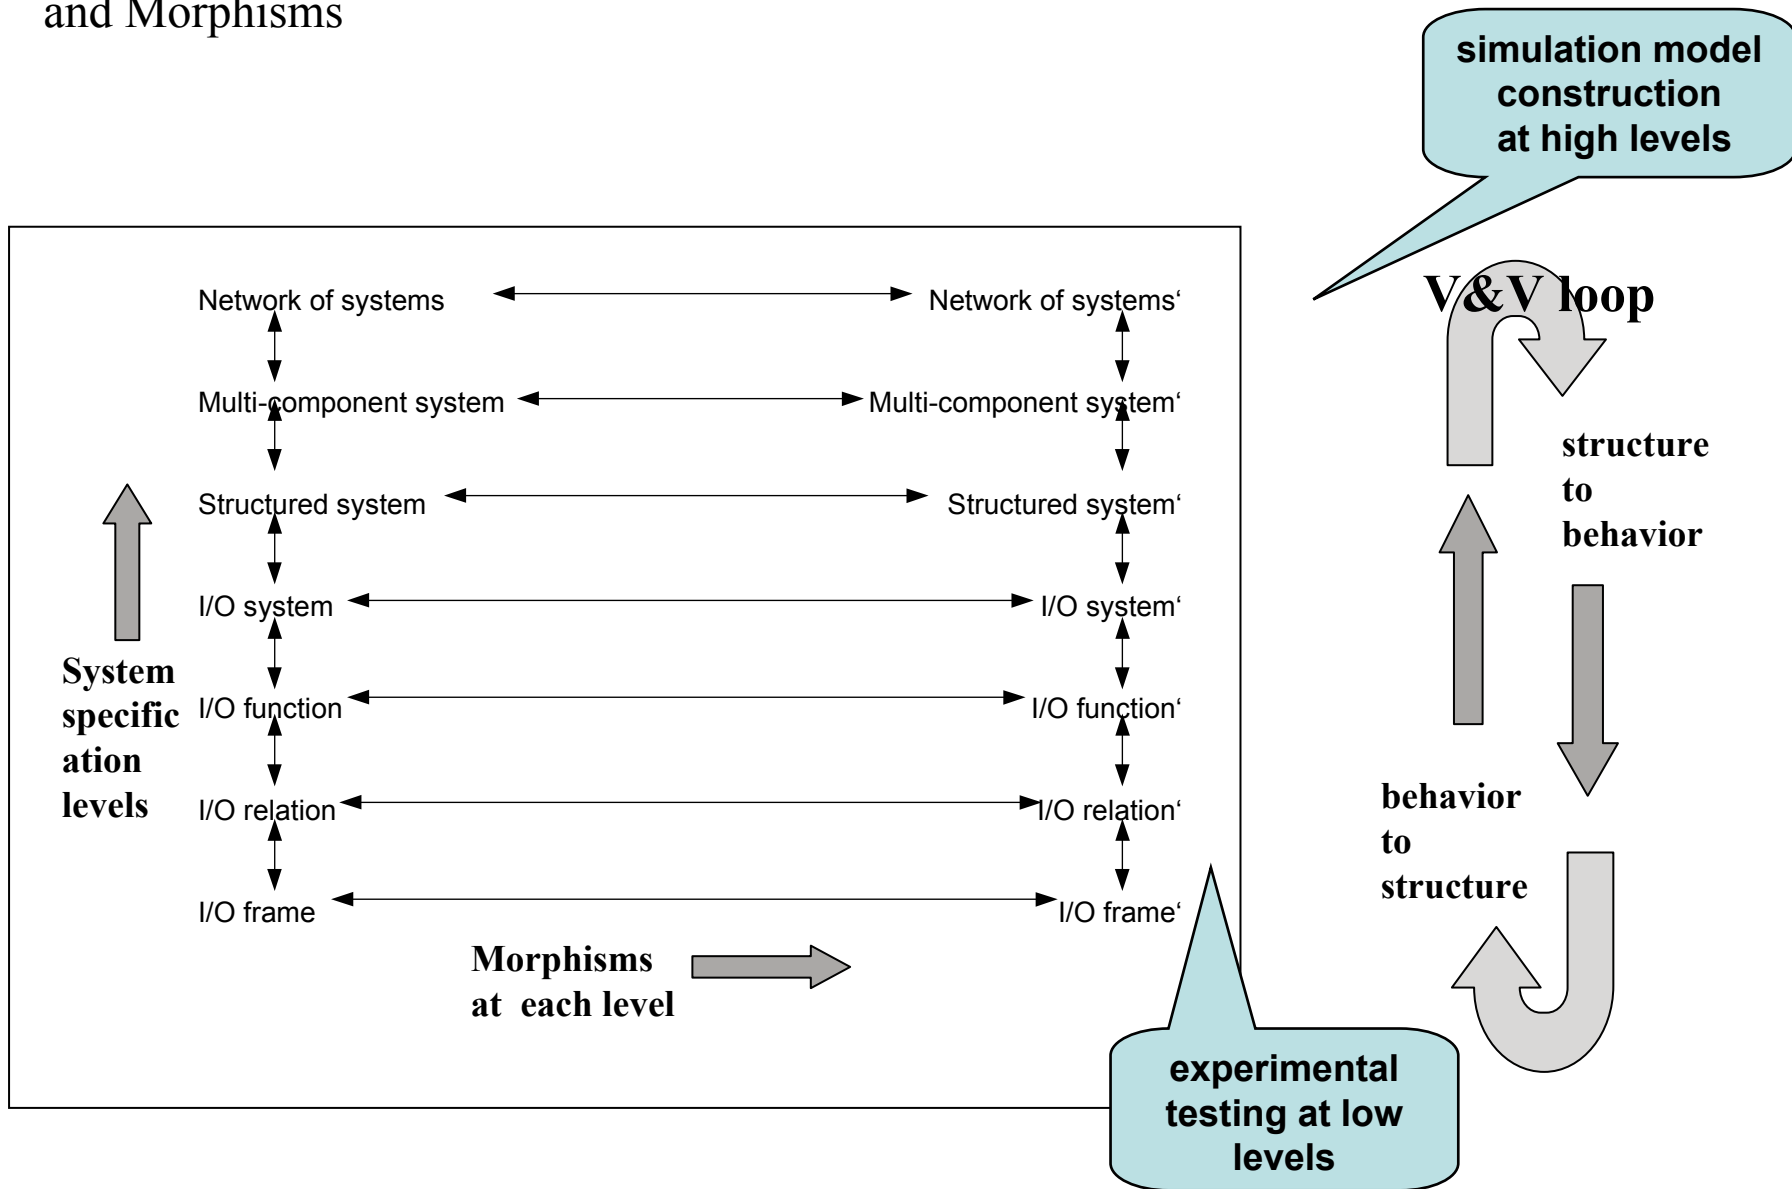 and Morphisms
simulation model
construction
at high levels
Network of systems
Network of systems‘
V&V loop
Multi-component system
Multi-component system‘
structure
to
behavior
Structured system
Structured system‘
I/O system
I/O system‘
System
specific
ation
levels
I/O function
I/O function‘
I/O relation
I/O relation‘
behavior
to
structure
I/O frame
I/O frame‘
Morphisms
at  each level
experimental
testing at low
levels